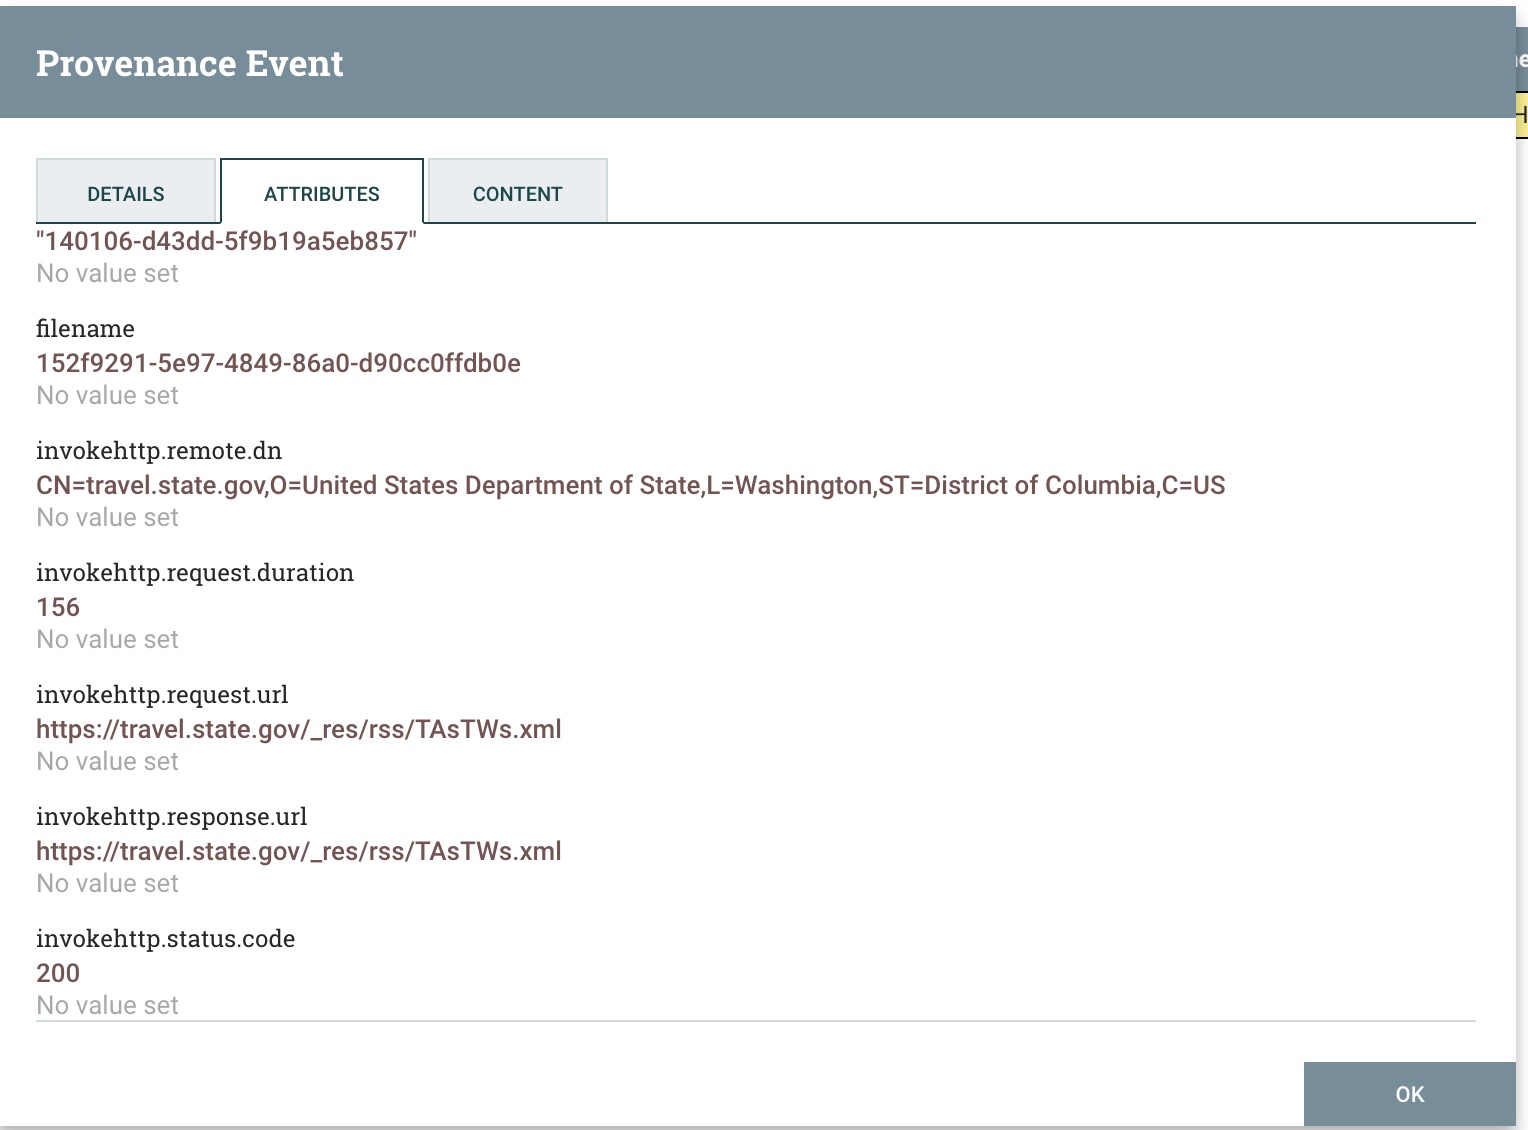 Provenance Event
DETAILS
ATTRIBUTES
CONTENT
"140106-d43dd-5f9b19a5eb857"
No value set
filename
152f9291-5e97-4849-86a0-d90cc0ffdb0e
No value set
invokehttp.remote.dn
CN=travel.state.gov,O=United States Department of State,L=Washington,ST=District of Columbia,C=US
No value set
invokehttp.request.duration
156
No value set
invokehttp.request.url
https://travel.state.gov/_res/rss/TAsTWs.xml
No value set
invokehttp.response.url
https://travel.state.gov/_res/rss/TAsTWs.xml
No value set
invokehttp.status.code
200
No value set
OK